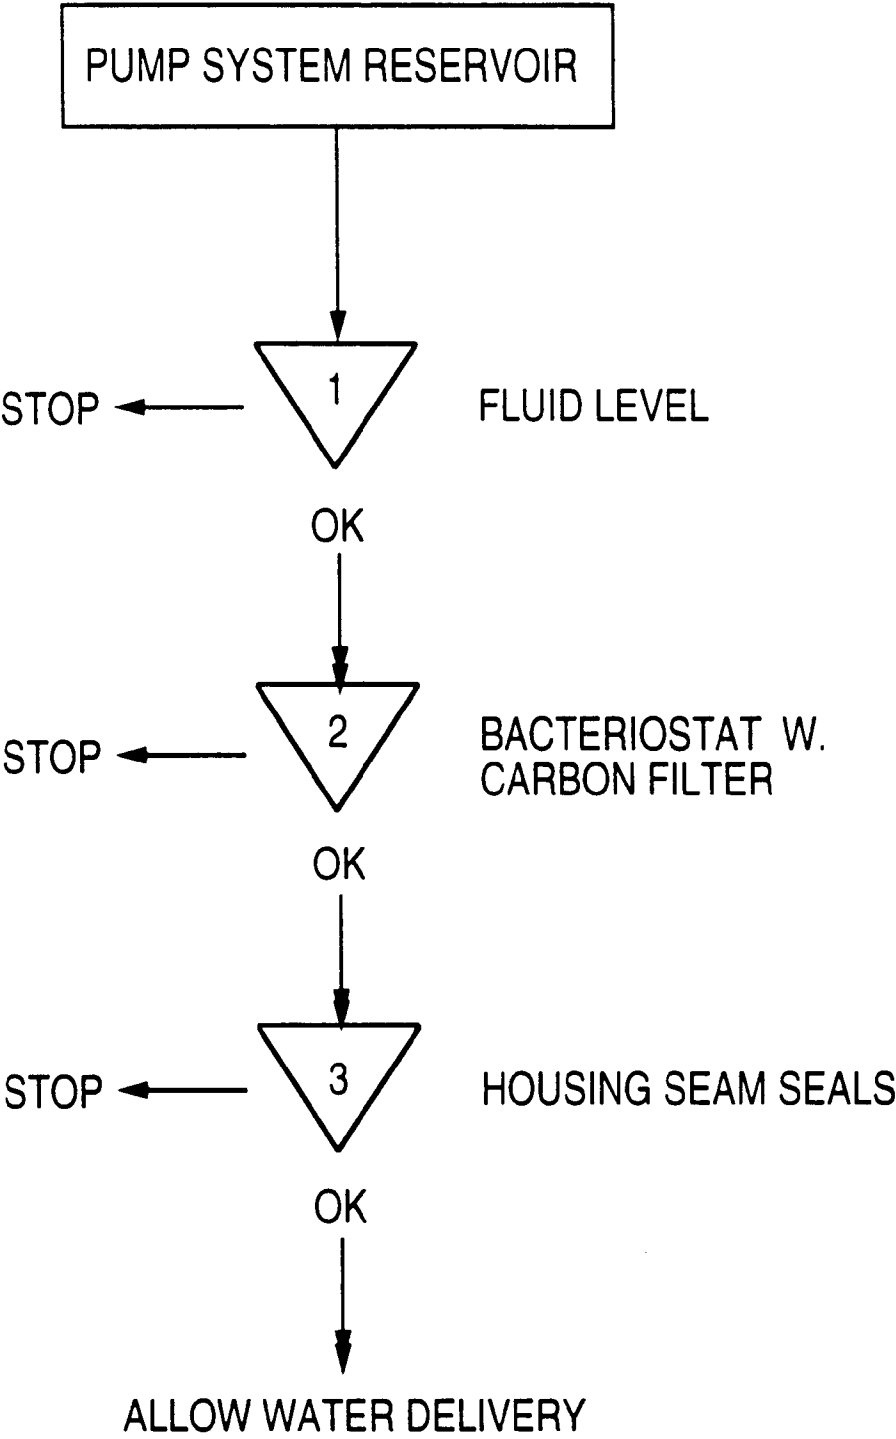 PUMP SYSTEM RESERVOIR
1
STOP
FLUID LEVEL
OK
2
STOP
BACTERIOSTAT W.
CARBON FILTER
OK
3
STOP
HOUSING SEAM SEALS
OK
ALLOW WATER DELIVERY